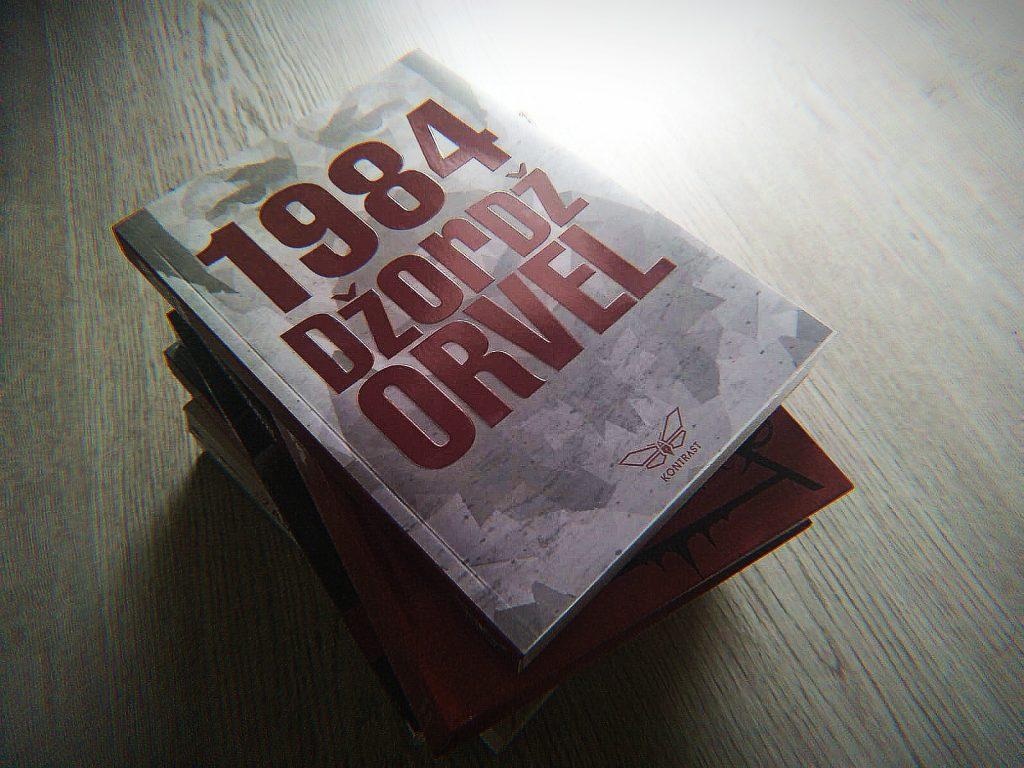 1984
Džordž
ORVEL
KONTRAST